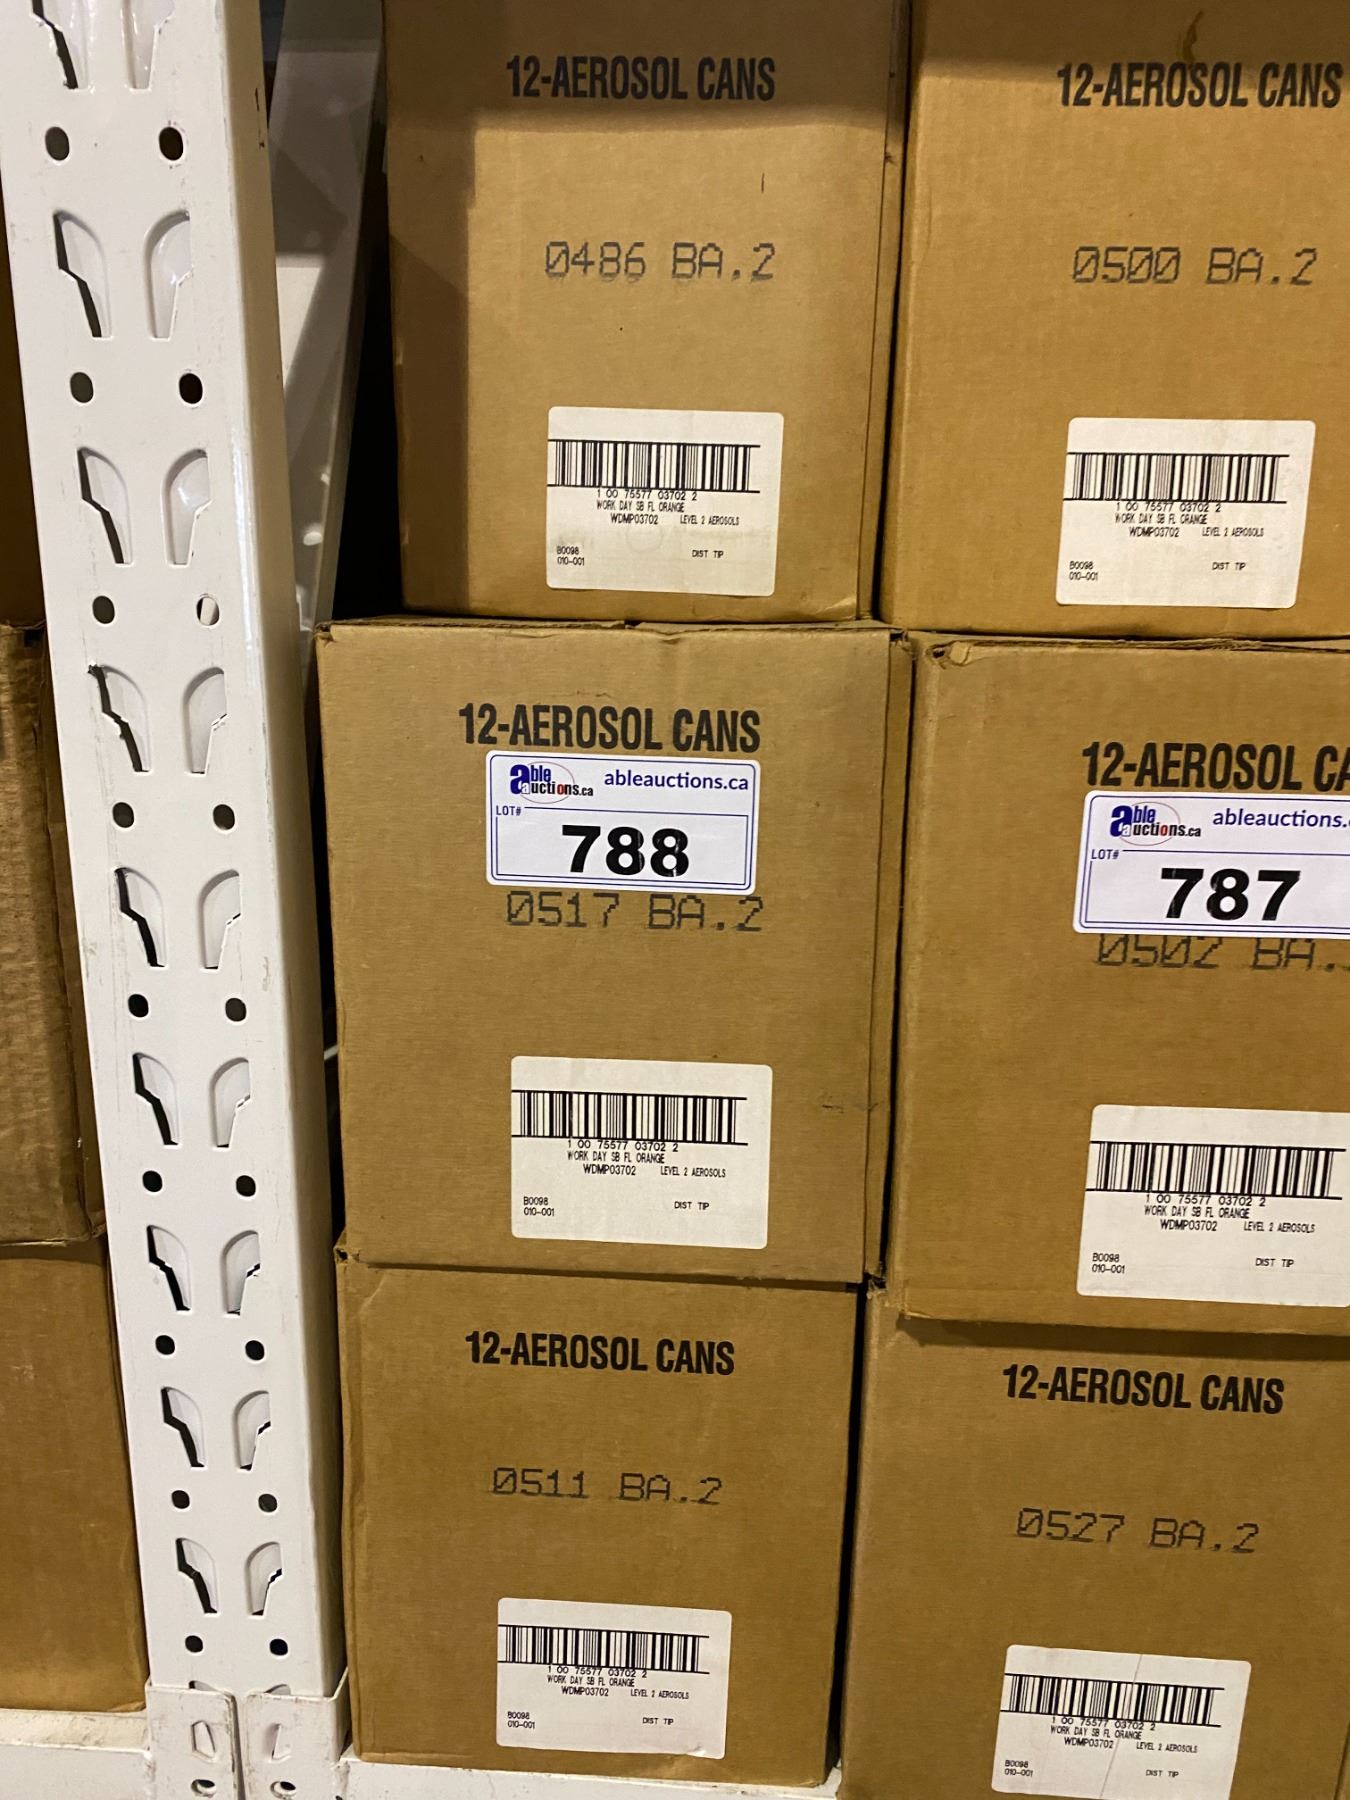 12-AEROSOL CANS
0486 BA.2
1 00 75577 03702 2
WORK DAY SB FL ORANGE
WDMP03702 LEVEL 2 AEROSOLS
B0098
010-001 DIST TIP
12-AEROSOL CANS
0500 BA.2
1 00 75577 03702 2
WORK DAY SB FL ORANGE
WDMP03702 LEVEL 2 AEROSOLS
B0098
010-001 DIST TIP
12-AEROSOL CANS
able auctions.ca ableauctions.ca
LOT#
788
0517 BA.2
1 00 75577 03702 2
WORK DAY SB FL ORANGE
WDMP03702 LEVEL 2 AEROSOLS
B0098
010-001 DIST TIP
12-AEROSOL CA
able auctions.ca ableauctions.
LOT#
787
0502 BA.
1 00 75577 03702 2
WORK DAY SB FL ORANGE
WDMP03702 LEVEL 2 AEROSOLS
B0098
010-001 DIST TIP
12-AEROSOL CANS
0511 BA.2
1 00 75577 03702 2
WORK DAY SB FL ORANGE
WDMP03702 LEVEL 2 AEROSOLS
B0098
010-001 DIST TIP
12-AEROSOL CANS
0527 BA.2
1 00 75577 03702 2
WORK DAY SB FL ORANGE
WDMP03702 LEVEL 2 AEROSOLS
B0098
010-001 DIST TIP